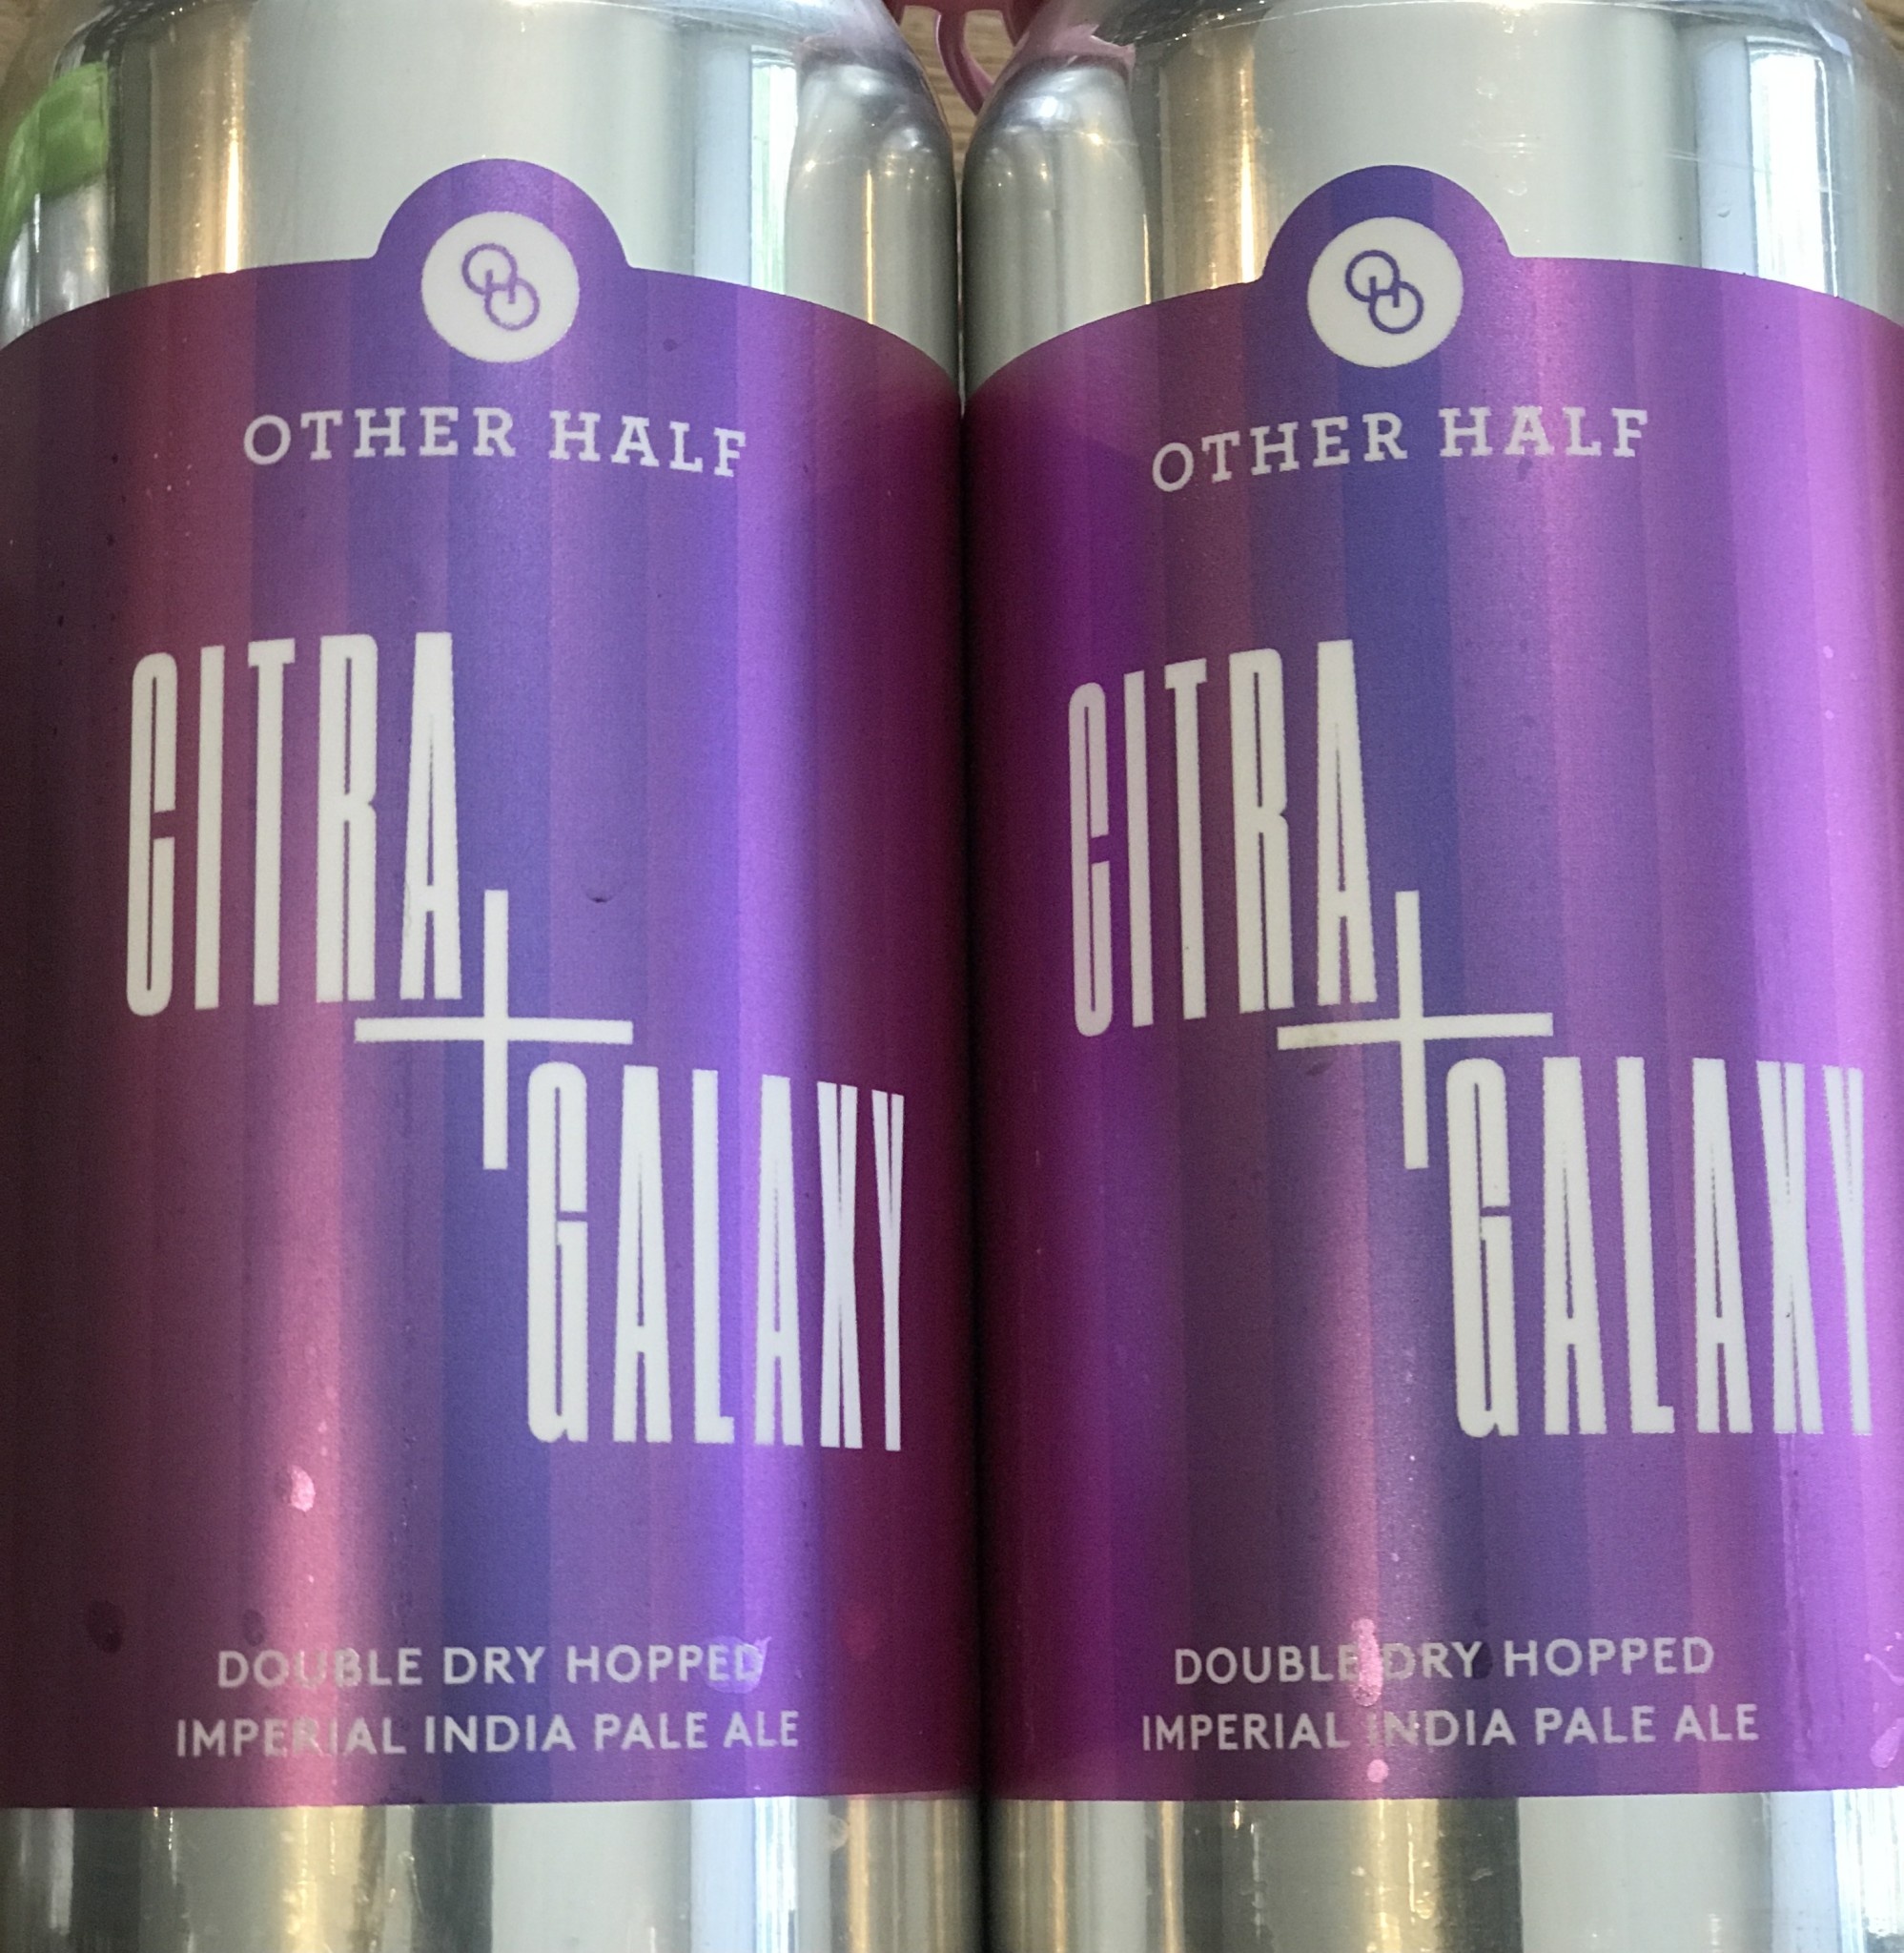 OTHER HALF
CITRA
+
GALAXY
DOUBLE DRY HOPPED
IMPERIAL INDIA PALE ALE
OTHER HALF
CITRA
+
GALAXY
DOUBLE DRY HOPPED
IMPERIAL INDIA PALE ALE